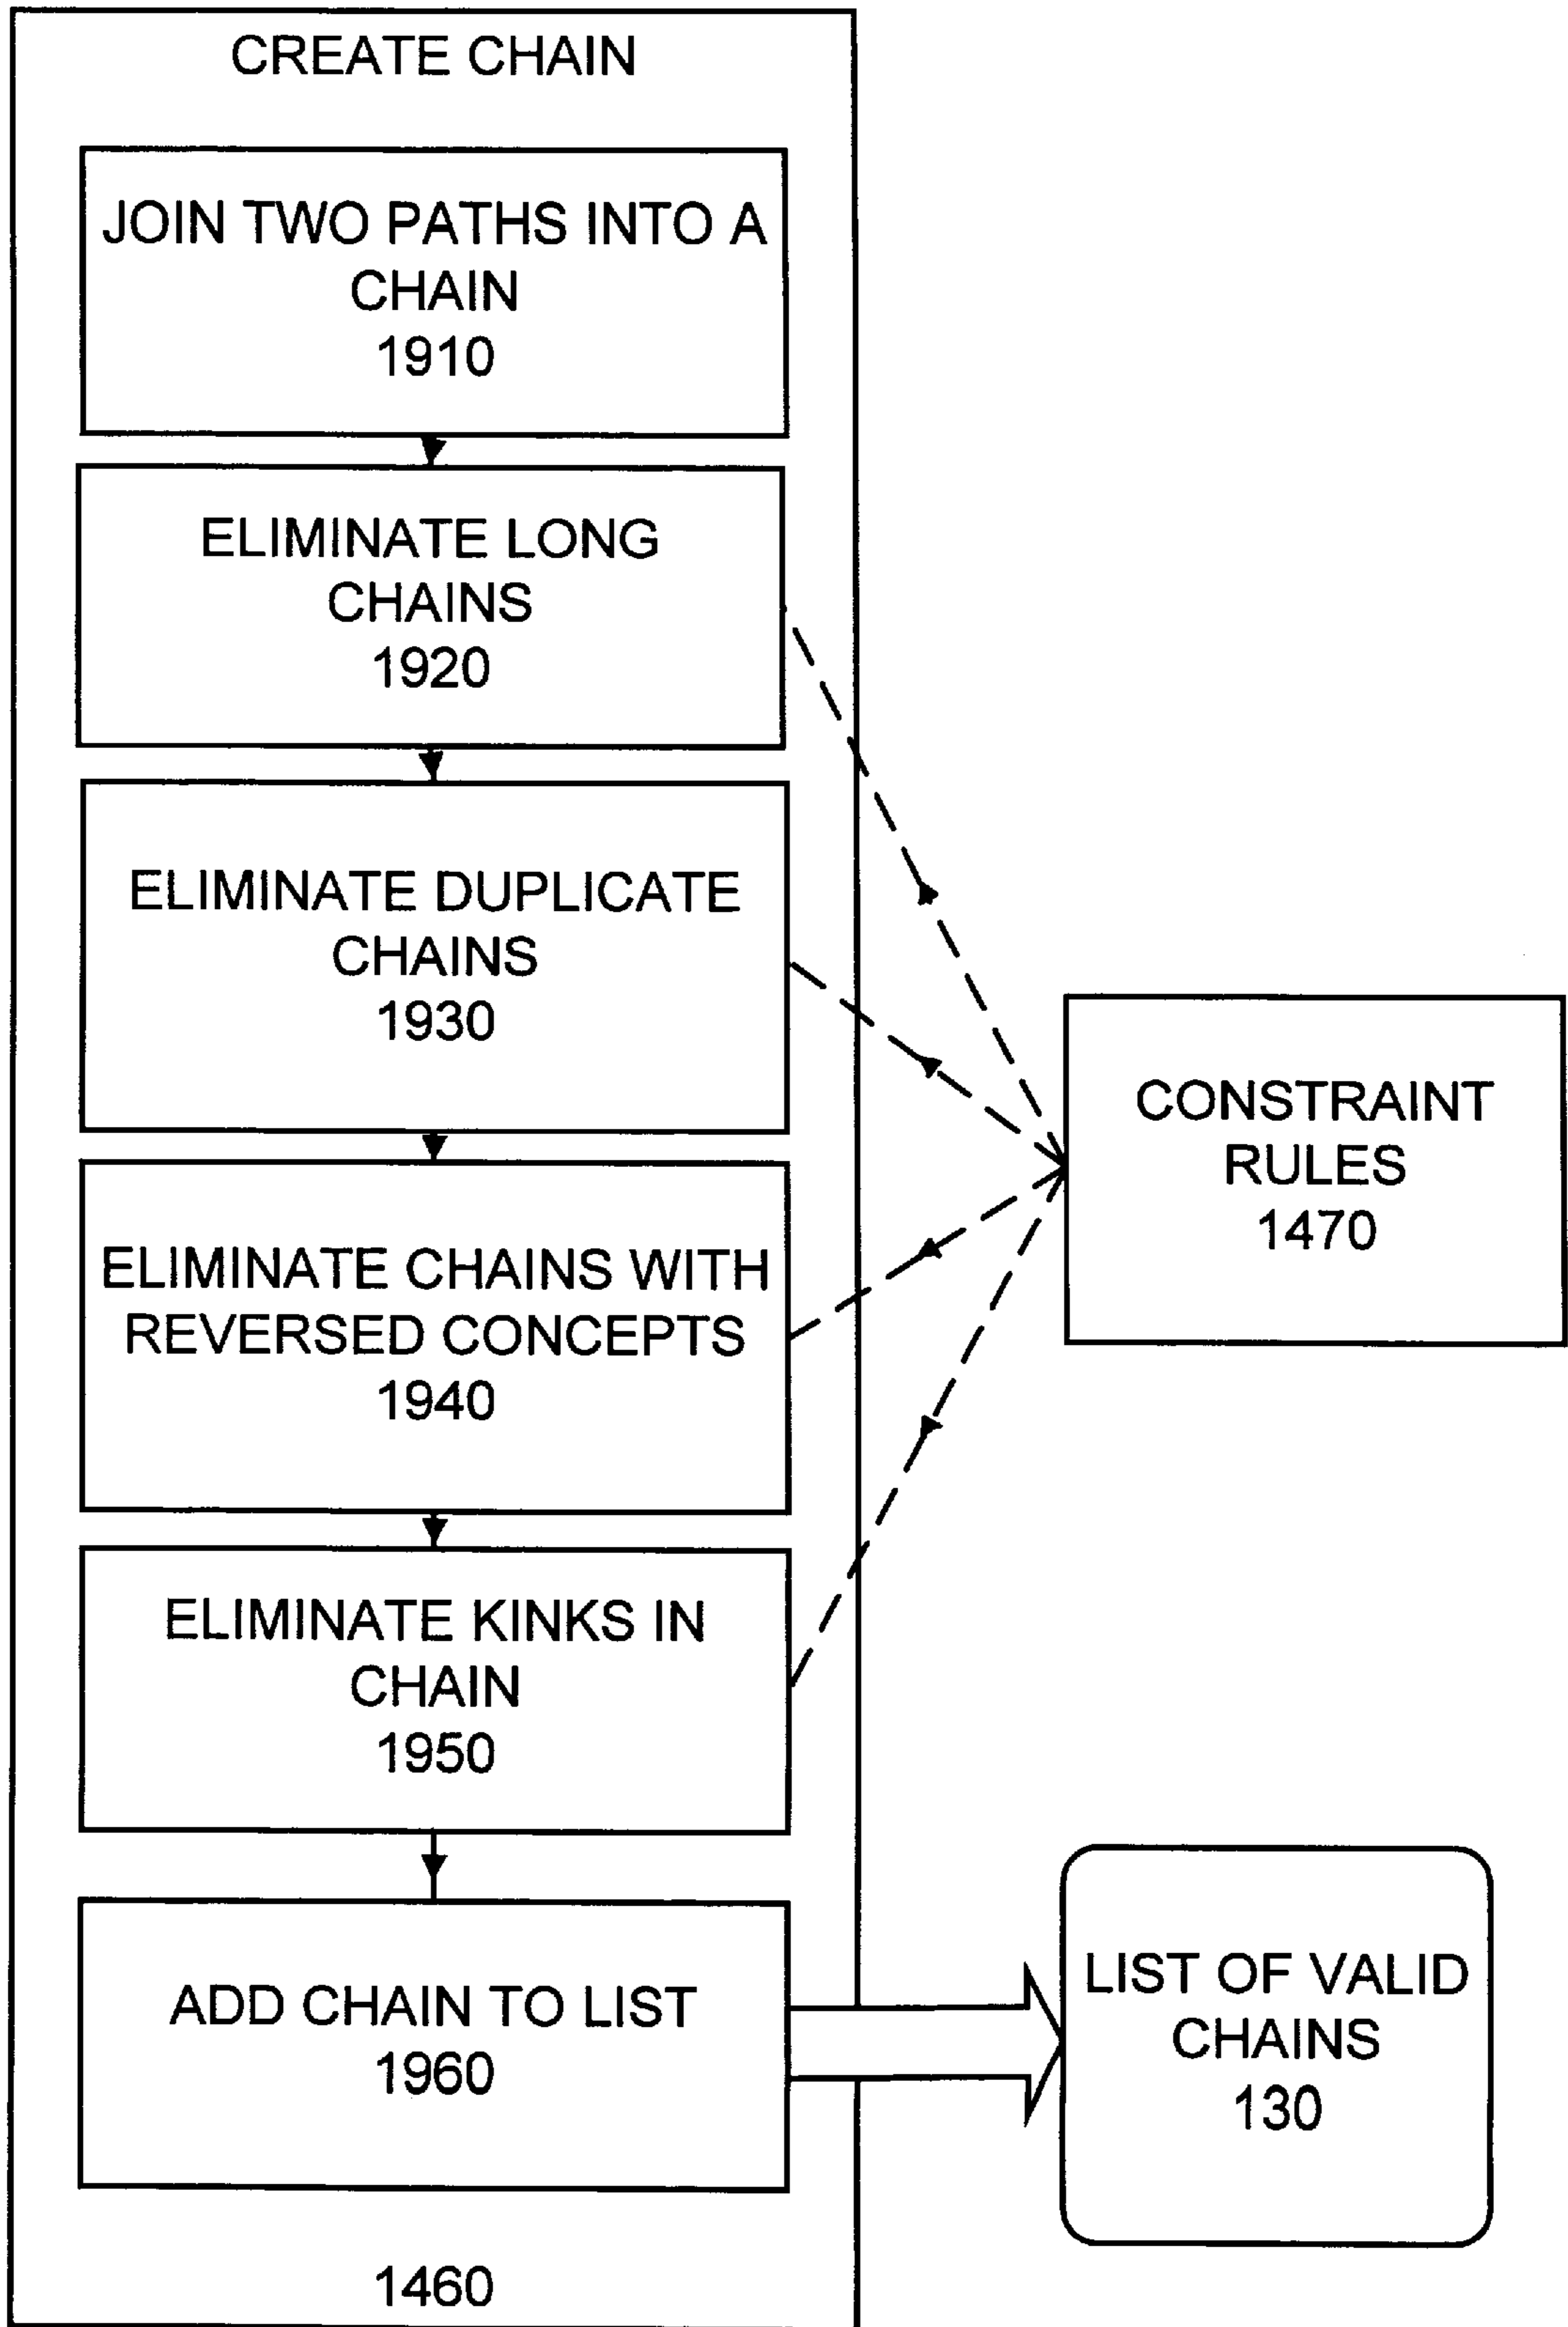 CREATE CHAIN
JOIN TWO PATHS INTO A
CHAIN
1910
ELIMINATE LONG
CHAINS
1920
ELIMINATE DUPLICATE
CHAINS
1930
ELIMINATE CHAINS WITH
REVERSED CONCEPTS
1940
ELIMINATE KINKS IN
CHAIN
1950
ADD CHAIN TO LIST
1960
1460
CONSTRAINT
RULES
1470
LIST OF VALID
CHAINS
130